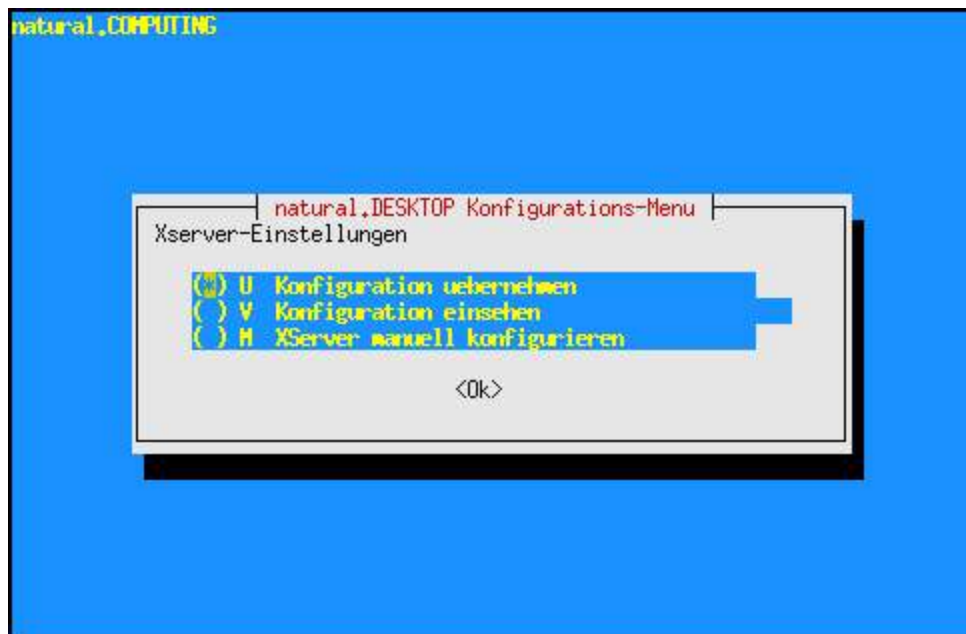 natural.COMPUTING
natural.DESKTOP Konfigurations-Menu
Xserver-Einstellungen
(*) U Konfiguration uebernehmen
( ) V Konfiguration einsehen
( ) M XServer manuell konfigurieren
<Ok>